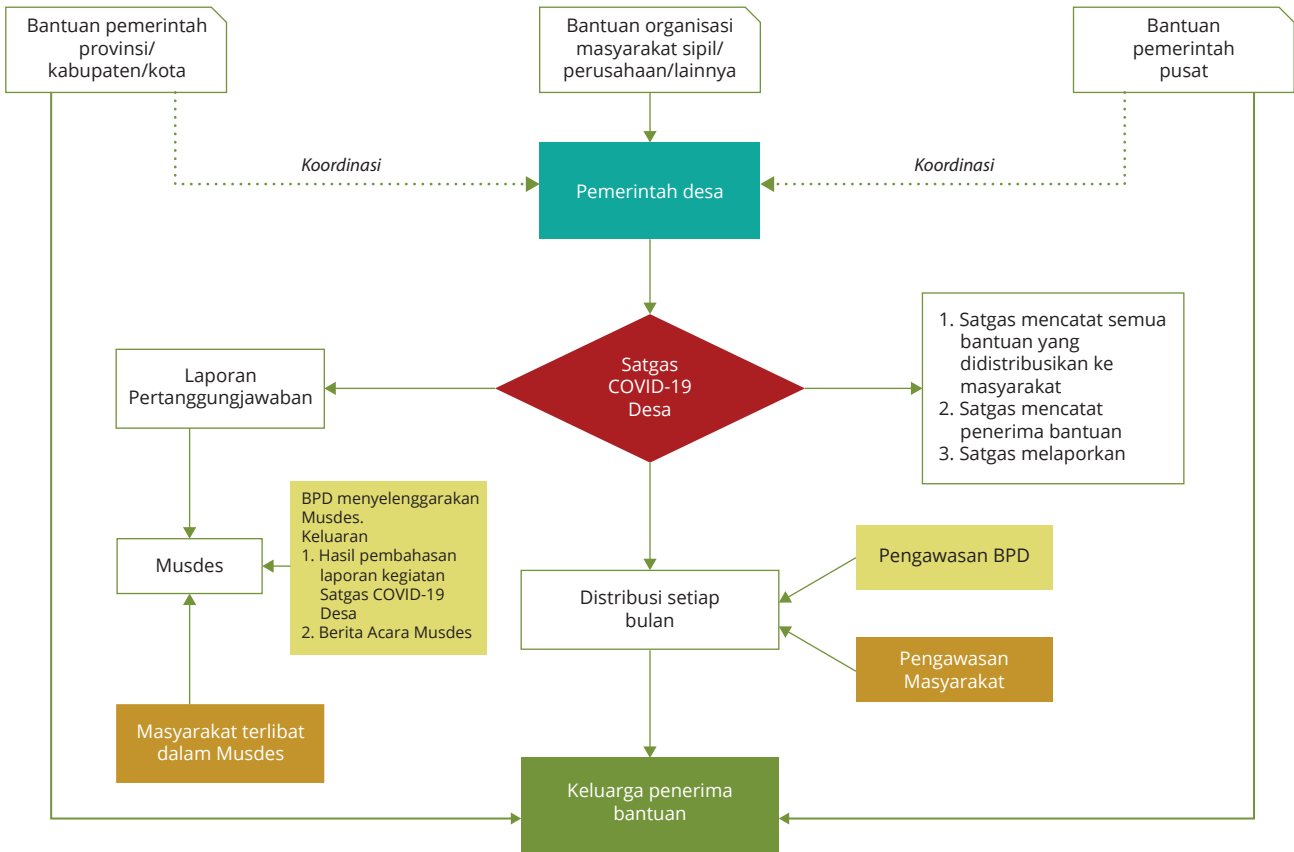 Bantuan pemerintah
provinsi/
kabupaten/kota
Bantuan organisasi
masyarakat sipil/
perusahaan/lainnya
Bantuan
pemerintah
pusat
Koordinasi
Koordinasi
Pemerintah desa
Satgas
COVID-19
Desa
1. Satgas mencatat semua
bantuan yang
didistribusikan ke
masyarakat
2. Satgas mencatat
penerima bantuan
3. Satgas melaporkan
Laporan
Pertanggungjawaban
BPD menyelenggarakan
Musdes.
Keluaran
1. Hasil pembahasan
laporan kegiatan
Satgas COVID-19
Desa
2. Berita Acara Musdes
Musdes
Masyarakat terlibat
dalam Musdes
Distribusi setiap
bulan
Pengawasan BPD
Pengawasan
Masyarakat
Keluarga penerima
bantuan